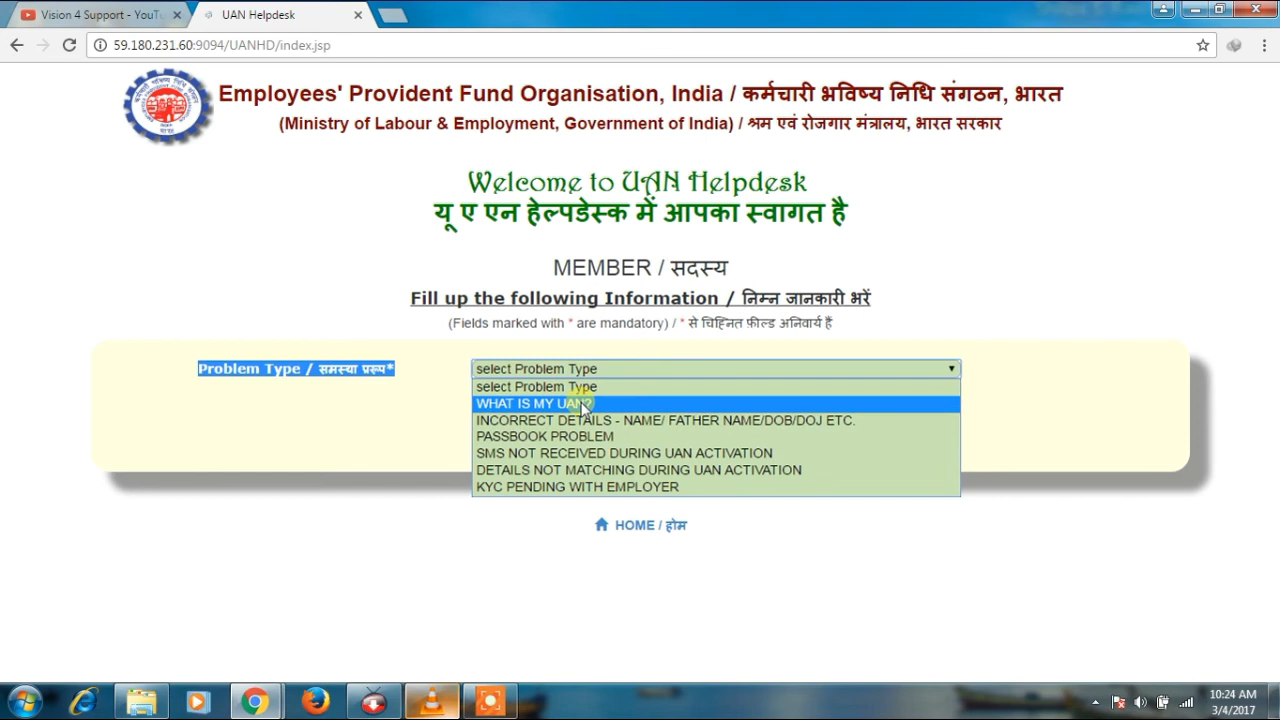 Vision 4 Support - YouTu
UAN Helpdesk
59.180.231.60:9094/UANHD/index.jsp
Employees' Provident Fund Organisation, India / कर्मचारी भविष्य निधि संगठन, भारत
(Ministry of Labour & Employment, Government of India) / श्रम एवं रोजगार मंत्रालय, भारत सरकार
Welcome to UAN Helpdesk
यू ए एन हेल्पडेस्क में आपका स्वागत है
MEMBER / सदस्य
Fill up the following Information / निम्न जानकारी भरें
(Fields marked with * are mandatory) / * से चिह्नित फ़ील्ड अनिवार्य हैं
Problem Type / समस्या प्ररूप*
select Problem Type
select Problem Type
WHAT IS MY UAN?
INCORRECT DETAILS - NAME/ FATHER NAME/DOB/DOJ ETC.
PASSBOOK PROBLEM
SMS NOT RECEIVED DURING UAN ACTIVATION
DETAILS NOT MATCHING DURING UAN ACTIVATION
KYC PENDING WITH EMPLOYER
HOME / होम
10:24 AM
3/4/2017